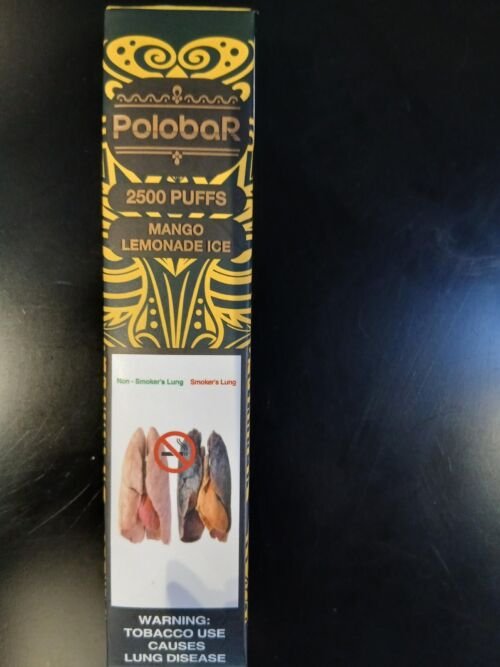 PolobaR
2500 PUFFS
MANGO
LEMONADE ICE
Non - Smoker's Lung Smoker's Lung
WARNING:
TOBACCO USE
CAUSES
LUNG DISEASE